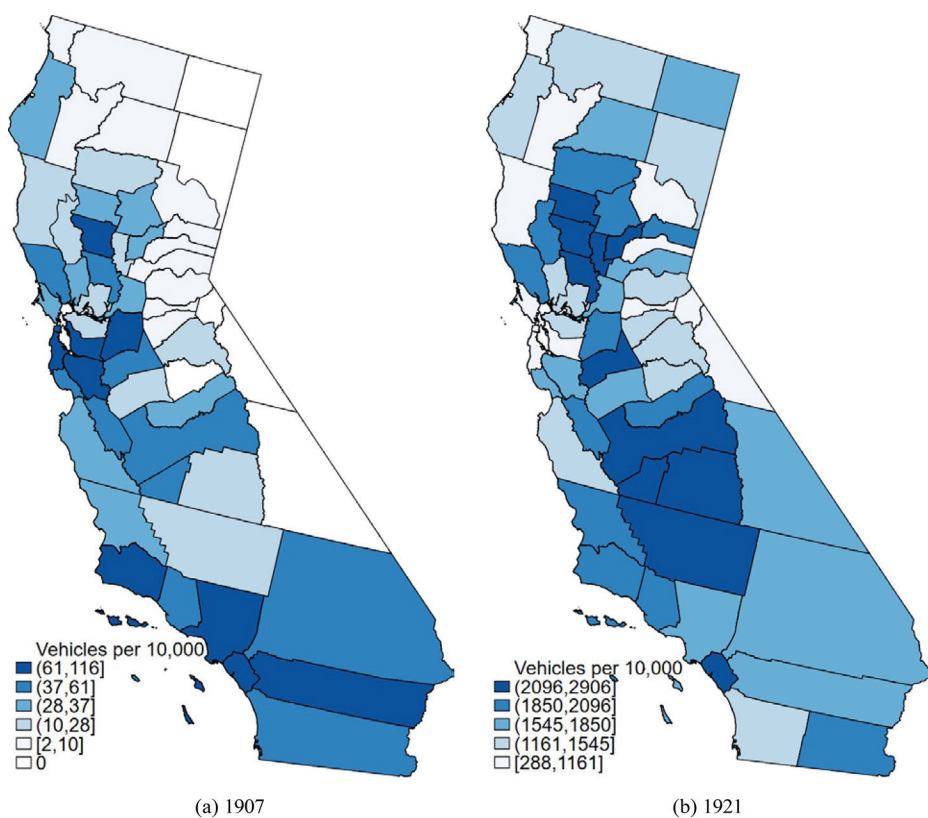 Vehicles per 10,000
(61,116]
(37,61]
(28,37]
(10,28]
[2,10]
0
(a) 1907
Vehicles per 10,000
(2096,2906]
(1850,2096]
(1545,1850]
(1161,1545]
[288,1161]
(b) 1921